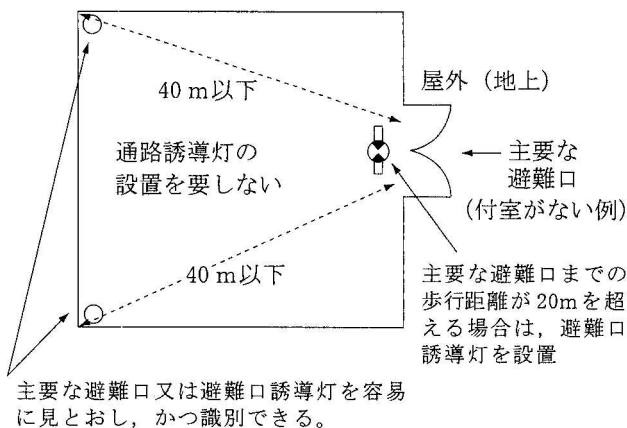 屋外（地上）
40 m以下
通路誘導灯の
設置を要しない
主要な
避難口
（付室がない例）
40 m以下
主要な避難口までの
歩行距離が20mを超
える場合は，避難口
誘導灯を設置
主要な避難口又は避難口誘導灯を容易
に見とおし，かつ識別できる。